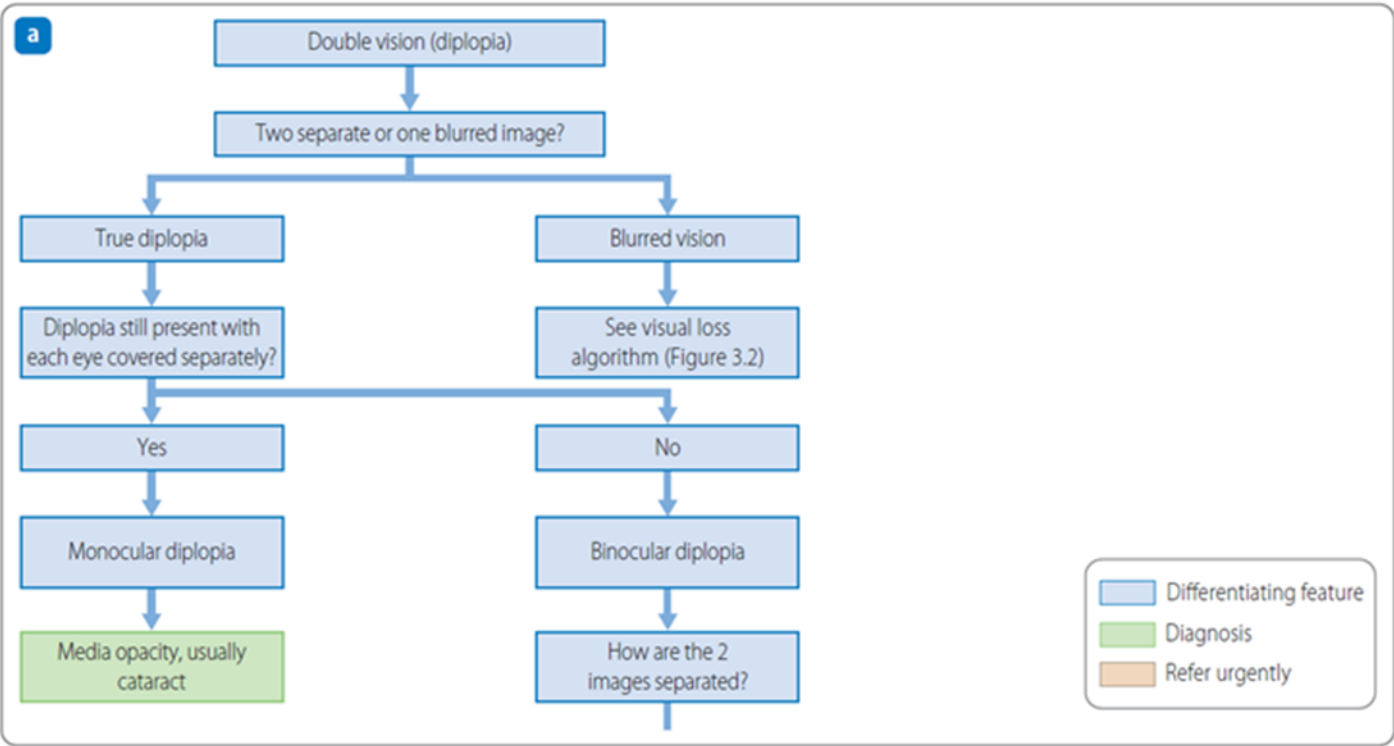 a
Double vision (diplopia)
Two separate or one blurred image?
True diplopia
Blurred vision
Diplopia still present with
each eye covered separately?
See visual loss
algorithm (Figure 3.2)
Yes
No
Monocular diplopia
Binocular diplopia
Media opacity, usually
cataract
How are the 2
images separated?
Differentiating feature
Diagnosis
Refer urgently